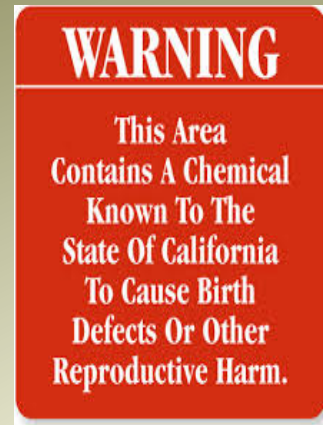 WARNING
This Area
Contains A Chemical
Known To The
State Of California
To Cause Birth
Defects Or Other
Reproductive Harm.